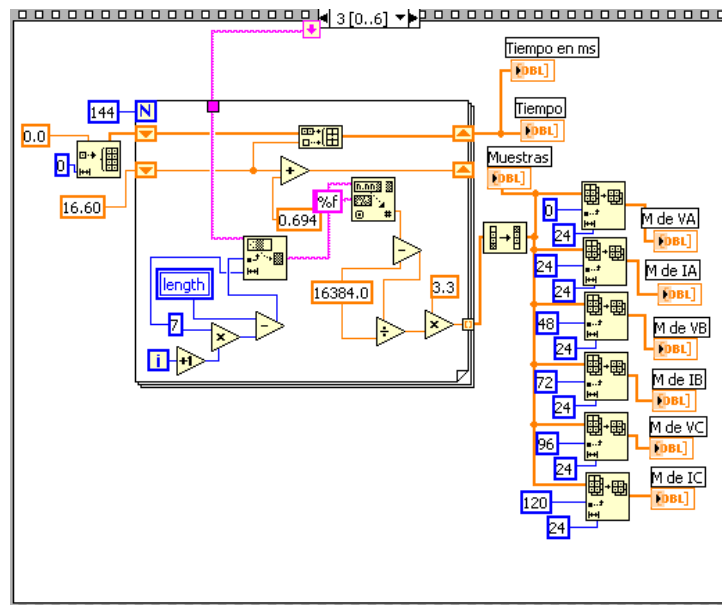 3 [0..6]
Tiempo en ms
DBL]
144
N
Tiempo
DBL]
0.0
0
Muestras
DBL]
16.60
n.nn
%f
0.694
0
24
M de VA
DBL]
length
16384.0
3.3
24
24
M de IA
DBL]
7
48
24
M de VB
DBL]
i
+1
72
24
M de IB
DBL]
96
24
M de VC
DBL]
120
24
M de IC
DBL]